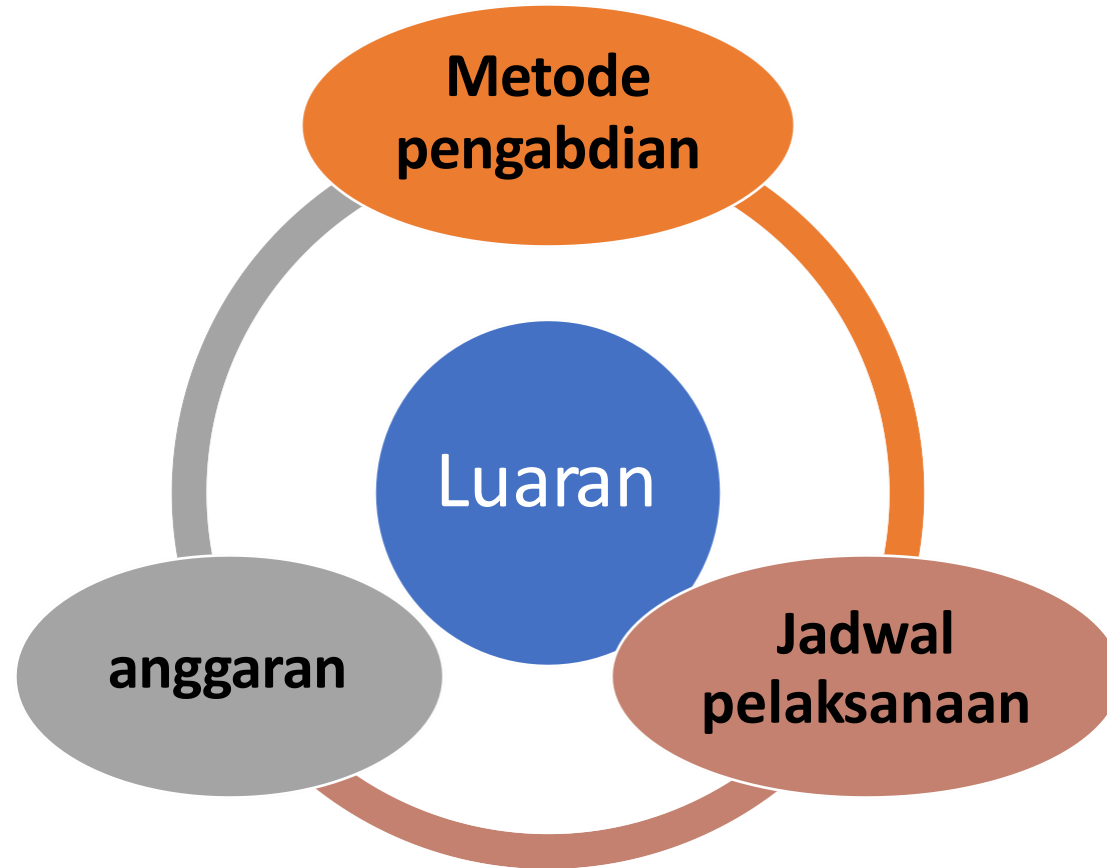 Metode
pengabdian
Luaran
anggaran
Jadwal
pelaksanaan